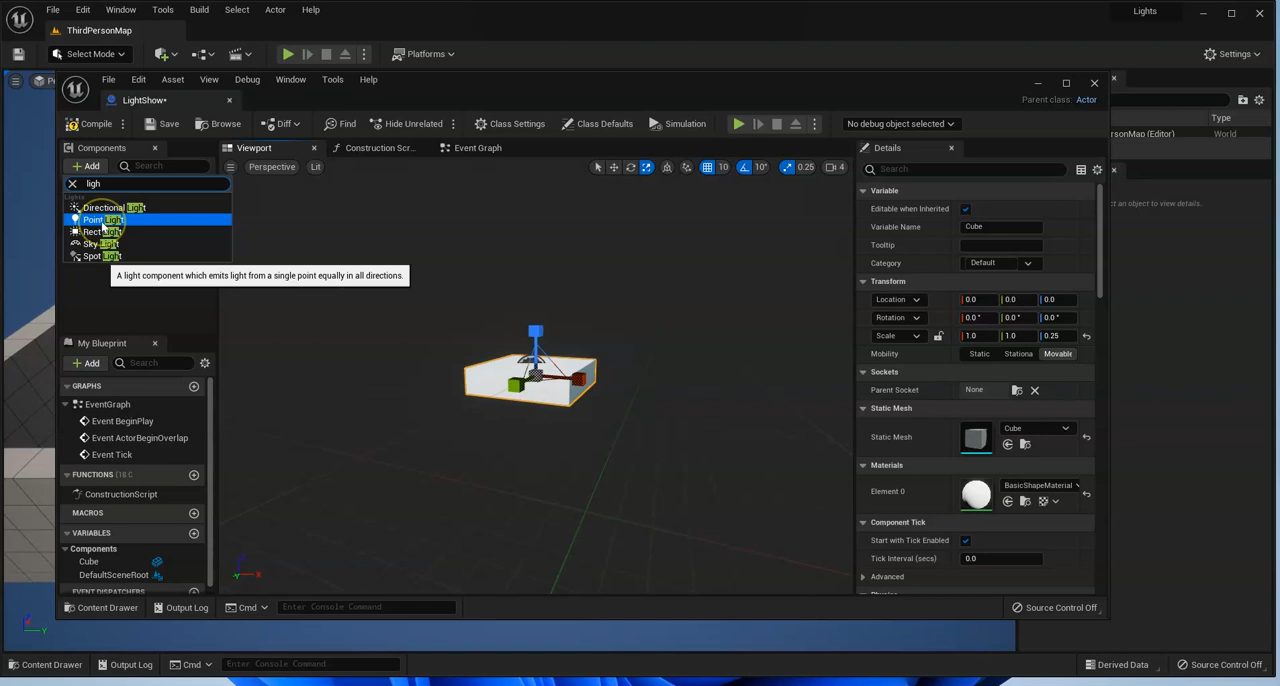 File Edit Window Tools Build Select Actor Help
Lights
ThirdPersonMap
Select Mode
Platforms
Settings
File Edit Asset View Debug Window Tools Help
LightShow*
Parent class: Actor
Compile Save Browse Diff Find Hide Unrelated Class Settings Class Defaults Simulation No debug object selected
Components Viewport Construction Scr... Event Graph Details
Add Search
Perspective Lit 10 10° 0.25 4
Search
Type
PersonMap (Editor) World
ligh
Lights
Directional Light
Point Light
Rect Light
Sky Light
Spot Light
A light component which emits light from a single point equally in all directions.
ct an object to view details.
Variable
Editable when Inherited
Variable Name Cube
Tooltip
Category Default
Transform
Location 0.0 0.0 0.0
Rotation 0.0 ° 0.0 ° 0.0 °
Scale 1.0 1.0 0.25
Mobility Static Stationa Movable
Sockets
Parent Socket None
Static Mesh
Static Mesh Cube
Materials
Element 0 BasicShapeMaterial
Component Tick
Start with Tick Enabled
Tick Interval (secs) 0.0
Advanced
My Blueprint
Add Search
GRAPHS
EventGraph
Event BeginPlay
Event ActorBeginOverlap
Event Tick
FUNCTIONS (18 C
ConstructionScript
MACROS
VARIABLES
Components
Cube
DefaultSceneRoot
EVENT DISPATCHERS
Content Drawer Output Log Cmd Enter Console Command Source Control Off
Content Drawer Output Log Cmd Enter Console Command Derived Data Source Control Off